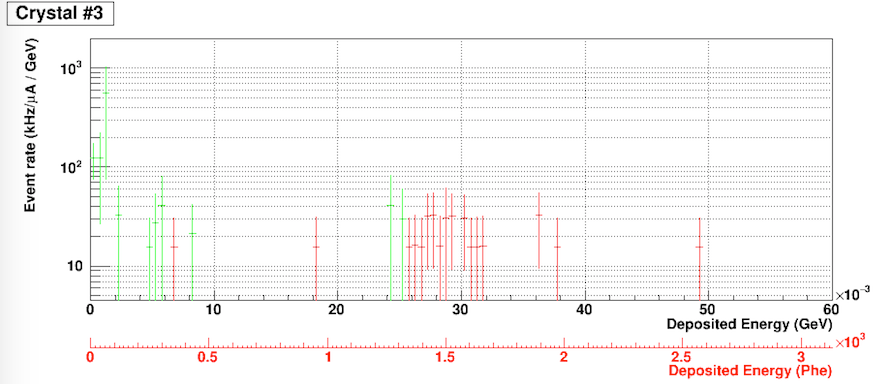 Crystal #3
Event rate (kHz/μA / GeV)
10³
10²
10
0 10 20 30 40 50 60
×10⁻³
Deposited Energy (GeV)
0 0.5 1 1.5 2 2.5 3
×10³
Deposited Energy (Phe)